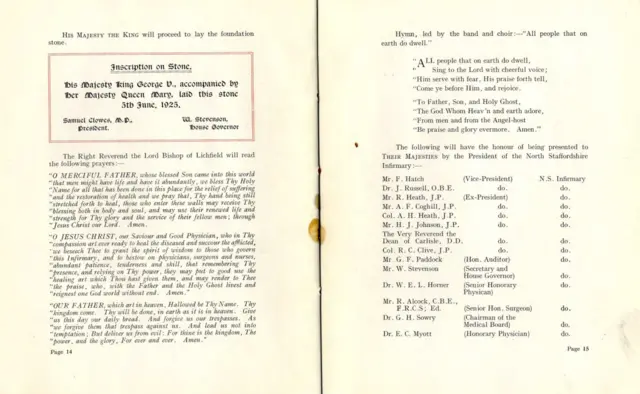 His Majesty the King will proceed to lay the foundation
stone.
Inscription on Stone.
His Majesty King George V., accompanied by
Her Majesty Queen Mary, laid this stone
5th June, 1925.
Samuel Clowes, M.P., W. Stevenson,
President. House Governor
The Right Reverend the Lord Bishop of Lichfield will read
the following prayers:—
"O MERCIFUL FATHER, whose blessed Son came into this world
"that men might have life and have it abundantly, we bless Thy Holy
"Name for all that has been done in this place for the relief of suffering
"and the restoration of health and we pray that, Thy hand being still
"stretched forth to heal, those who enter these walls may receive Thy
"blessing both in body and soul, and may use their renewed life and
"strength for Thy glory and the service of their fellow men; through
"Jesus Christ our Lord. Amen."
"O JESUS CHRIST, our Saviour and Good Physician, who in Thy
"compassion art ever ready to heal the diseased and succour the afflicted,
"we beseech Thee to grant the spirit of wisdom to those who govern
"this Infirmary, and to bestow on physicians, surgeons and nurses,
"abundant patience, tenderness and skill, that remembering Thy
"presence, and relying on Thy power, they may put to good use the
"healing art which Thou hast given them, and may render to Thee
"the praise, who, with the Father and the Holy Ghost livest and
"reignest one God world without end. Amen."
"OUR FATHER, which art in heaven, Hallowed be Thy Name. Thy
"kingdom come. Thy will be done, in earth as it is in heaven. Give
"us this day our daily bread. And forgive us our trespasses. As
"we forgive them that trespass against us. And lead us not into
"temptation; But deliver us from evil: For thine is the kingdom, The
"power, and the glory, For ever and ever. Amen."
Page 14
Hymn, led by the band and choir:—"All people that on
earth do dwell."
"ALL people that on earth do dwell,
" Sing to the Lord with cheerful voice;
"Him serve with fear, His praise forth tell,
"Come ye before Him, and rejoice.
"To Father, Son, and Holy Ghost,
"The God Whom Heav'n and earth adore,
"From men and from the Angel-host
"Be praise and glory evermore. Amen."
The following will have the honour of being presented to
Their Majesties by the President of the North Staffordshire
Infirmary:—
Mr. F. Hatch (Vice-President) N.S. Infirmary
Dr. J. Russell, O.B.E. do. do.
Mr. R. Heath, J.P. (Ex-President) do.
Mr. A. F. Coghill, J.P. do. do.
Col. A. H. Heath, J.P. do. do.
Mr. H. J. Johnson, J.P. do. do.
The Very Reverend the
Dean of Carlisle, D.D. do. do.
Col. R. C. Clive, J.P. do. do.
Mr. G. F. Paddock (Hon. Auditor) do.
Mr. W. Stevenson (Secretary and
House Governor) do.
Dr. W. E. L. Horner (Senior Honorary
Physican) do.
Mr. R. Alcock, C.B.E.,
F.R.C.S; Ed. (Senior Hon. Surgeon) do.
Dr. G. H. Sowry (Chairman of the
Medical Board) do.
Dr. E. C. Myott (Honorary Physician) do.
Page 15